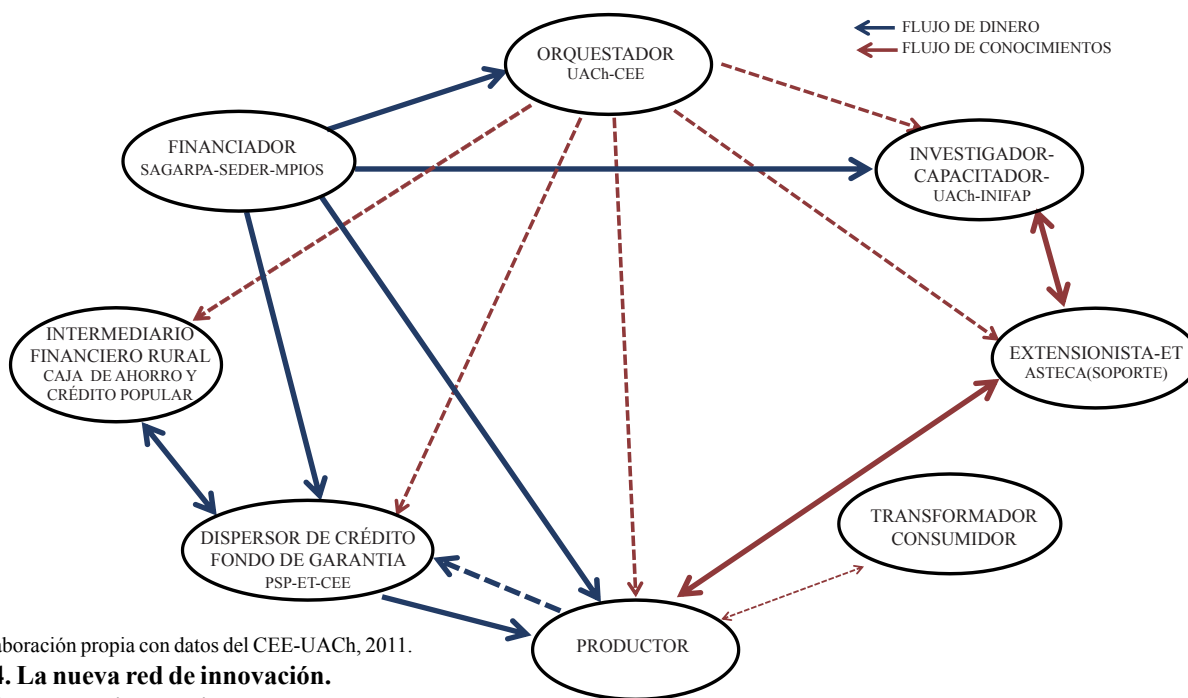 FLUJO DE DINERO
FLUJO DE CONOCIMIENTOS
ORQUESTADOR
UACh-CEE
FINANCIADOR
SAGARPA-SEDER-MPIOS
INVESTIGADOR-
CAPACITADOR-
UACh-INIFAP
INTERMEDIARIO
FINANCIERO RURAL
CAJA DE AHORRO Y
CRÉDITO POPULAR
EXTENSIONISTA-ET
ASTECA(SOPORTE)
DISPERSOR DE CRÉDITO
FONDO DE GARANTIA
PSP-ET-CEE
TRANSFORMADOR
CONSUMIDOR
PRODUCTOR
aboración propia con datos del CEE-UACh, 2011.
4. La nueva red de innovación.